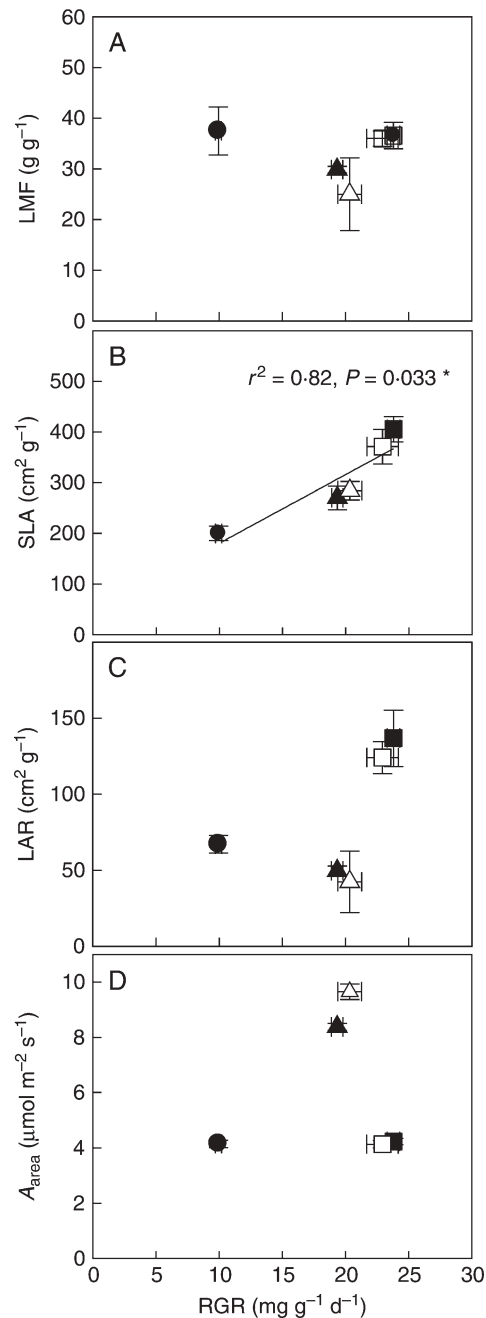 A
60
50
40
30
20
10
0
LMF (g g⁻¹)
B
r² = 0·82, P = 0·033 *
500
400
300
200
100
0
SLA (cm² g⁻¹)
C
150
100
50
0
LAR (cm² g⁻¹)
D
10
8
6
4
2
0
A_area (μmol m⁻² s⁻¹)
0 5 10 15 20 25 30
RGR (mg g⁻¹ d⁻¹)